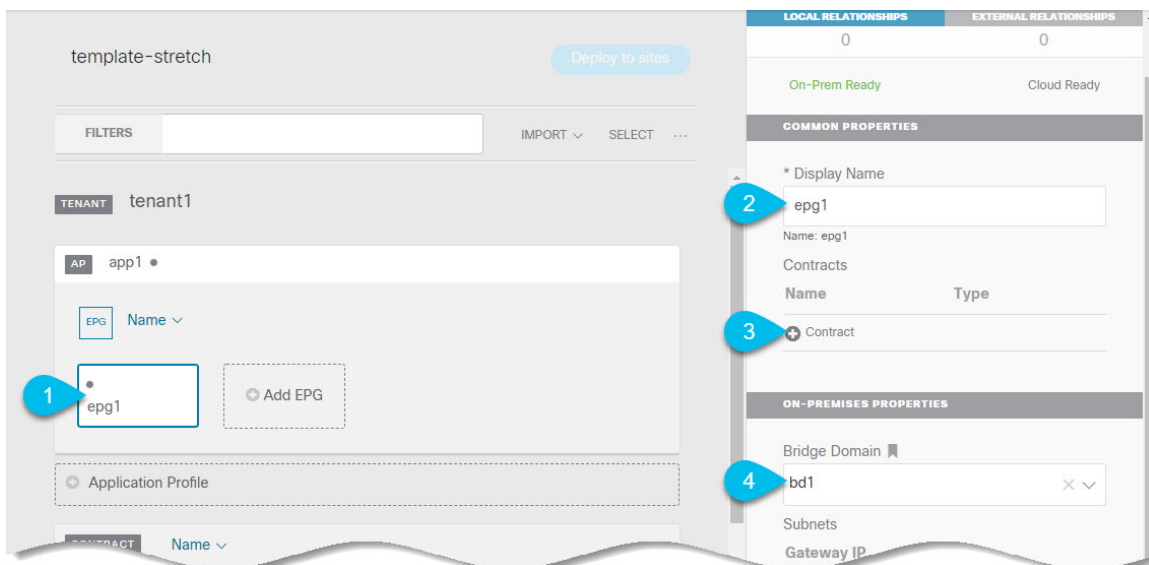 template-stretch
Deploy to sites
FILTERS
IMPORT
SELECT
...
TENANT tenant1
AP app1
EPG Name
1
epg1
Add EPG
Application Profile
CONTRACT Name
LOCAL RELATIONSHIPS EXTERNAL RELATIONSHIPS
0 0
On-Prem Ready Cloud Ready
COMMON PROPERTIES
* Display Name
2 epg1
Name: epg1
Contracts
Name Type
3 Contract
ON-PREMISES PROPERTIES
Bridge Domain
4 bd1
Subnets
Gateway IP